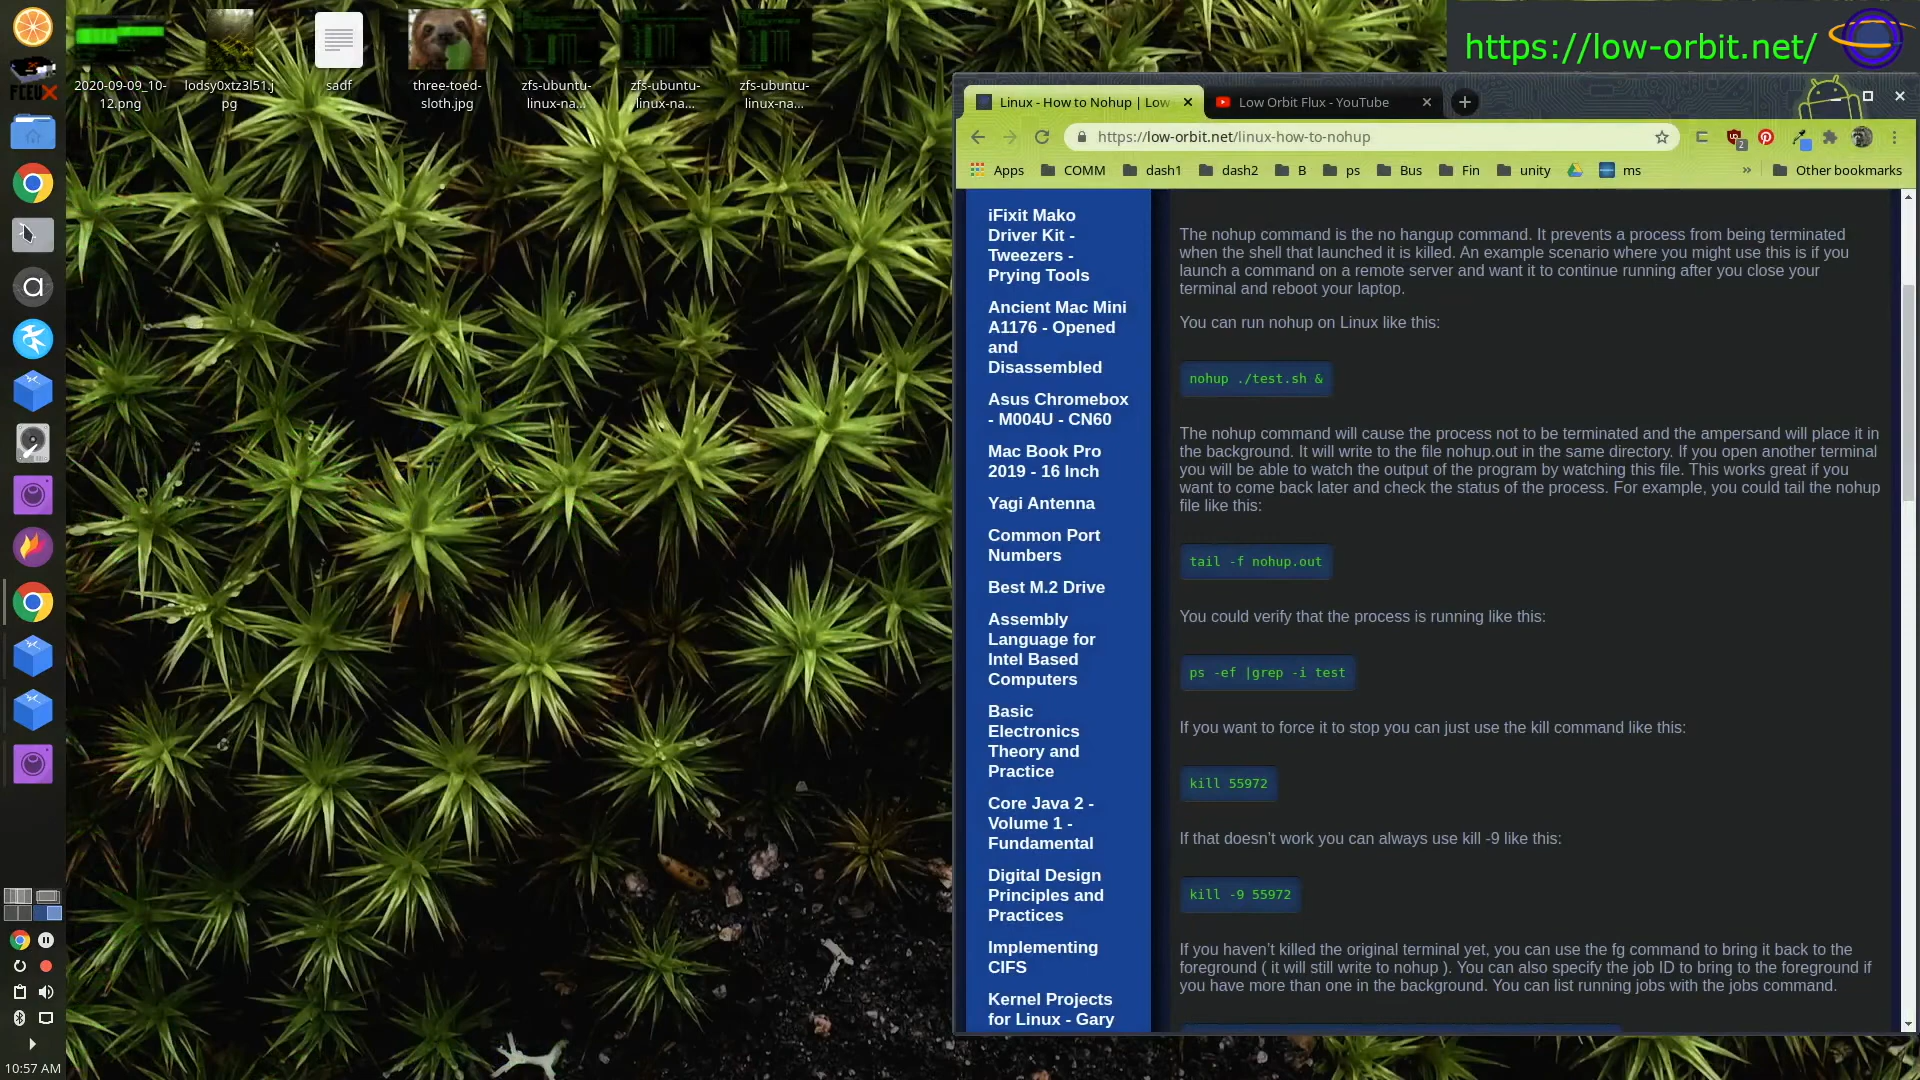 2020-09-09_10-
12.png
lodsy0xtz3l51.j
pg
sadf
three-toed-
sloth.jpg
zfs-ubuntu-
linux-na...
zfs-ubuntu-
linux-na...
zfs-ubuntu-
linux-na...
https://low-orbit.net/
FCEUX
Linux - How to Nohup | Low
Low Orbit Flux - YouTube
https://low-orbit.net/linux-how-to-nohup
2
Apps
COMM
dash1
dash2
B
ps
Bus
Fin
unity
ms
»
Other bookmarks
iFixit Mako
Driver Kit -
Tweezers -
Prying Tools
Ancient Mac Mini
A1176 - Opened
and
Disassembled
Asus Chromebox
- M004U - CN60
Mac Book Pro
2019 - 16 Inch
Yagi Antenna
Common Port
Numbers
Best M.2 Drive
Assembly
Language for
Intel Based
Computers
Basic
Electronics
Theory and
Practice
Core Java 2 -
Volume 1 -
Fundamental
Digital Design
Principles and
Practices
Implementing
CIFS
Kernel Projects
for Linux - Gary
The nohup command is the no hangup command. It prevents a process from being terminated
when the shell that launched it is killed. An example scenario where you might use this is if you
launch a command on a remote server and want it to continue running after you close your
terminal and reboot your laptop.
You can run nohup on Linux like this:
nohup ./test.sh &
The nohup command will cause the process not to be terminated and the ampersand will place it in
the background. It will write to the file nohup.out in the same directory. If you open another terminal
you will be able to watch the output of the program by watching this file. This works great if you
want to come back later and check the status of the process. For example, you could tail the nohup
file like this:
tail -f nohup.out
You could verify that the process is running like this:
ps -ef |grep -i test
If you want to force it to stop you can just use the kill command like this:
kill 55972
If that doesn’t work you can always use kill -9 like this:
kill -9 55972
If you haven’t killed the original terminal yet, you can use the fg command to bring it back to the
foreground ( it will still write to nohup ). You can also specify the job ID to bring to the foreground if
you have more than one in the background. You can list running jobs with the jobs command.
10:57 AM